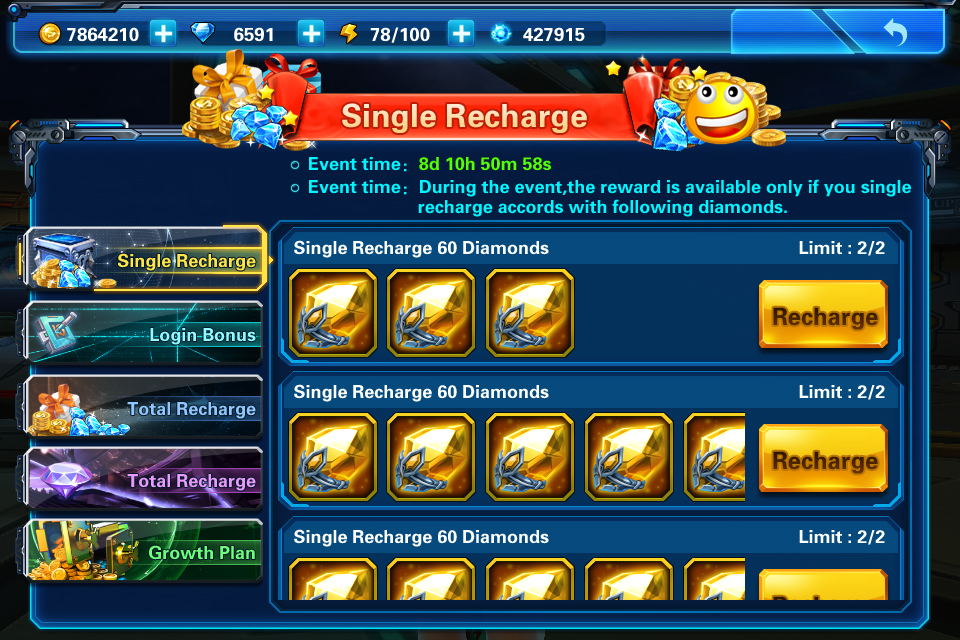 7864210 6591 78/100 427915
Single Recharge
Event time: 8d 10h 50m 58s
Event time: During the event,the reward is available only if you single
recharge accords with following diamonds.
Single Recharge
Login Bonus
Total Recharge
Total Recharge
Growth Plan
Single Recharge 60 Diamonds Limit : 2/2
Recharge
Single Recharge 60 Diamonds Limit : 2/2
Recharge
Single Recharge 60 Diamonds Limit : 2/2
Recharge